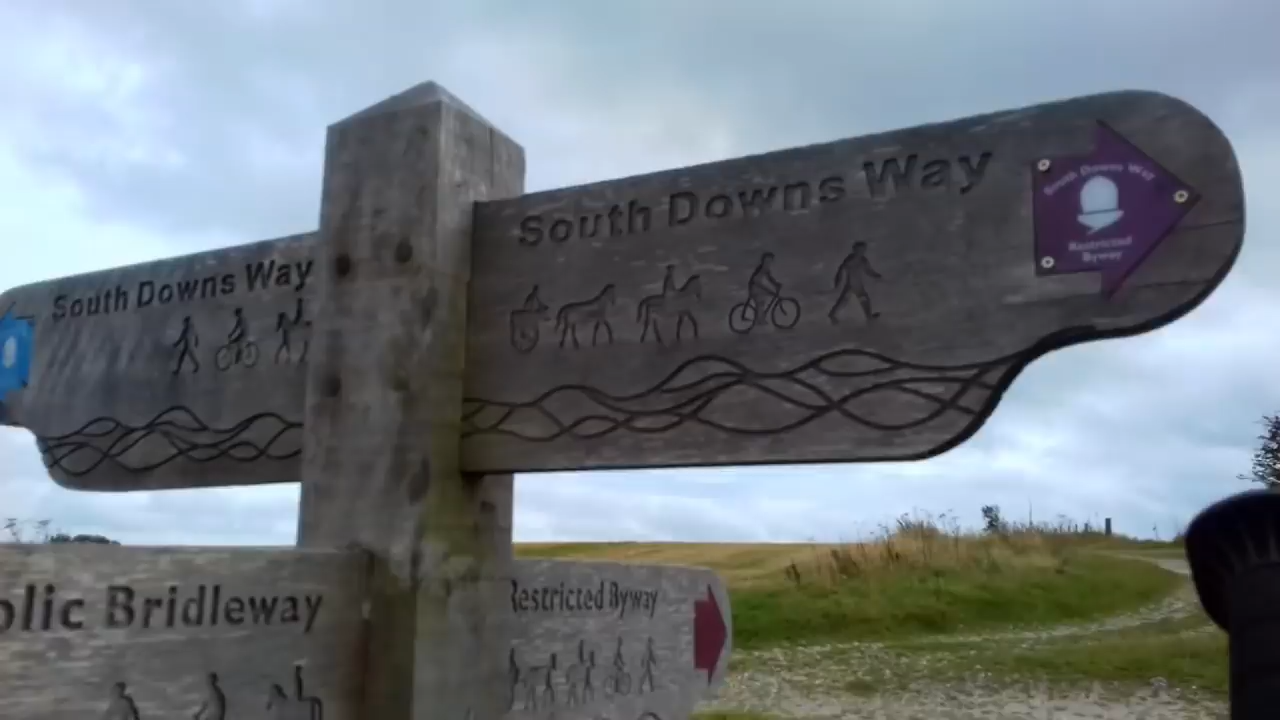 South Downs Way
South Downs Way
South Downs Way
Restricted
Byway
olic Bridleway
Restricted Byway